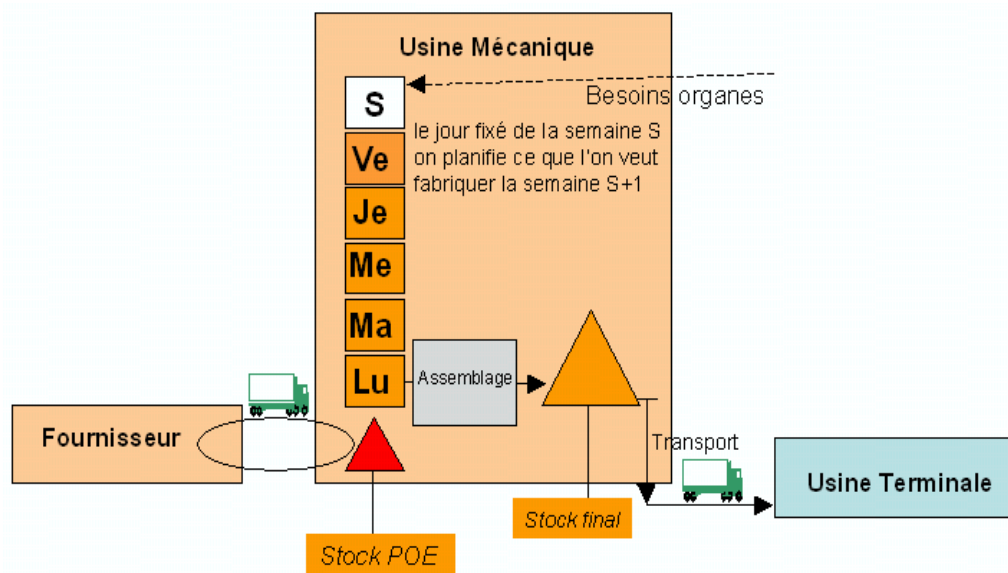 Usine Mécanique
S
Besoins organes
le jour fixé de la semaine S
on planifie ce que l'on veut
fabriquer la semaine S+1
Ve
Je
Me
Ma
Lu
Assemblage
Fournisseur
Transport
Usine Terminale
Stock final
Stock POE